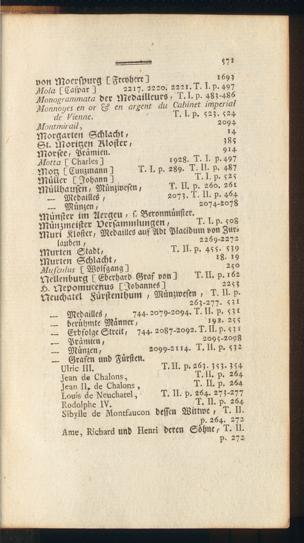 571
von Moerspurg [Freyherr] 1693
Mola [Caspar] 2217. 2220. 2221. T. I. p. 497
Monogrammata der Medailleurs, T. I. p. 483-486
Monnoyes en or & en argent du Cabinet imperial
de Vienne. T. I. p. 523. 524
Montmirail, 2094
Morgarten Schlacht, 14
St. Moritzen Kloster, 385
Morsee, Prämien. 914
Motta [Charles] 1928. T. I. p. 497
Motz [Cunzmann] T. I. p. 289. T. II. p. 487
Müller [Johann] T. I. p. 525
Müllhausen, Münzwesen, T. II. p. 260. 261
— Medailles, 2073. T. II. p. 464
— Münzen, 2074-2078
Münster im Aergeu, s. Beronmünster.
Münzmeister Versammlungen, T. I. p. 508
Muri Kloster, Medailles auf Abt Placidum von Zur-
lauben, 2269-2272
Murten Stadt, T. II. p. 455. 539
Murten Schlacht, 18. 19
Musculus [Wolfgang] 250
Nellenburg [Eberhard Graf von] T. II. p. 162
H. Nepomucenus [Johannes] 2253
Neuchatel Fürstenthum, Münzwesen, T. II. p.
263-277. 531
— Medailles, 744. 2079-2094. T. II. p. 531
— berühmte Männer, 192. 255
— Erbfolge Streit, 744. 2087-2092. T. II. p. 531
— Prämien, 2095-2098
— Münzen, 2099-2114. T. II. p. 532
— Grafen und Fürsten.
Ulric III. T. II. p. 263. 353. 354
Jean de Chalons, T. II. p. 264
Jean II. de Chalons, T. II. p. 264
Louis de Neucharel, T. II. p. 264. 273-277
Rodolphe IV. T. II. p. 264
Sibylle de Montfaucon dessen Wittwe, T. II.
p. 264. 272
Ame, Richard und Henri deren Söhne, T. II.
p. 272